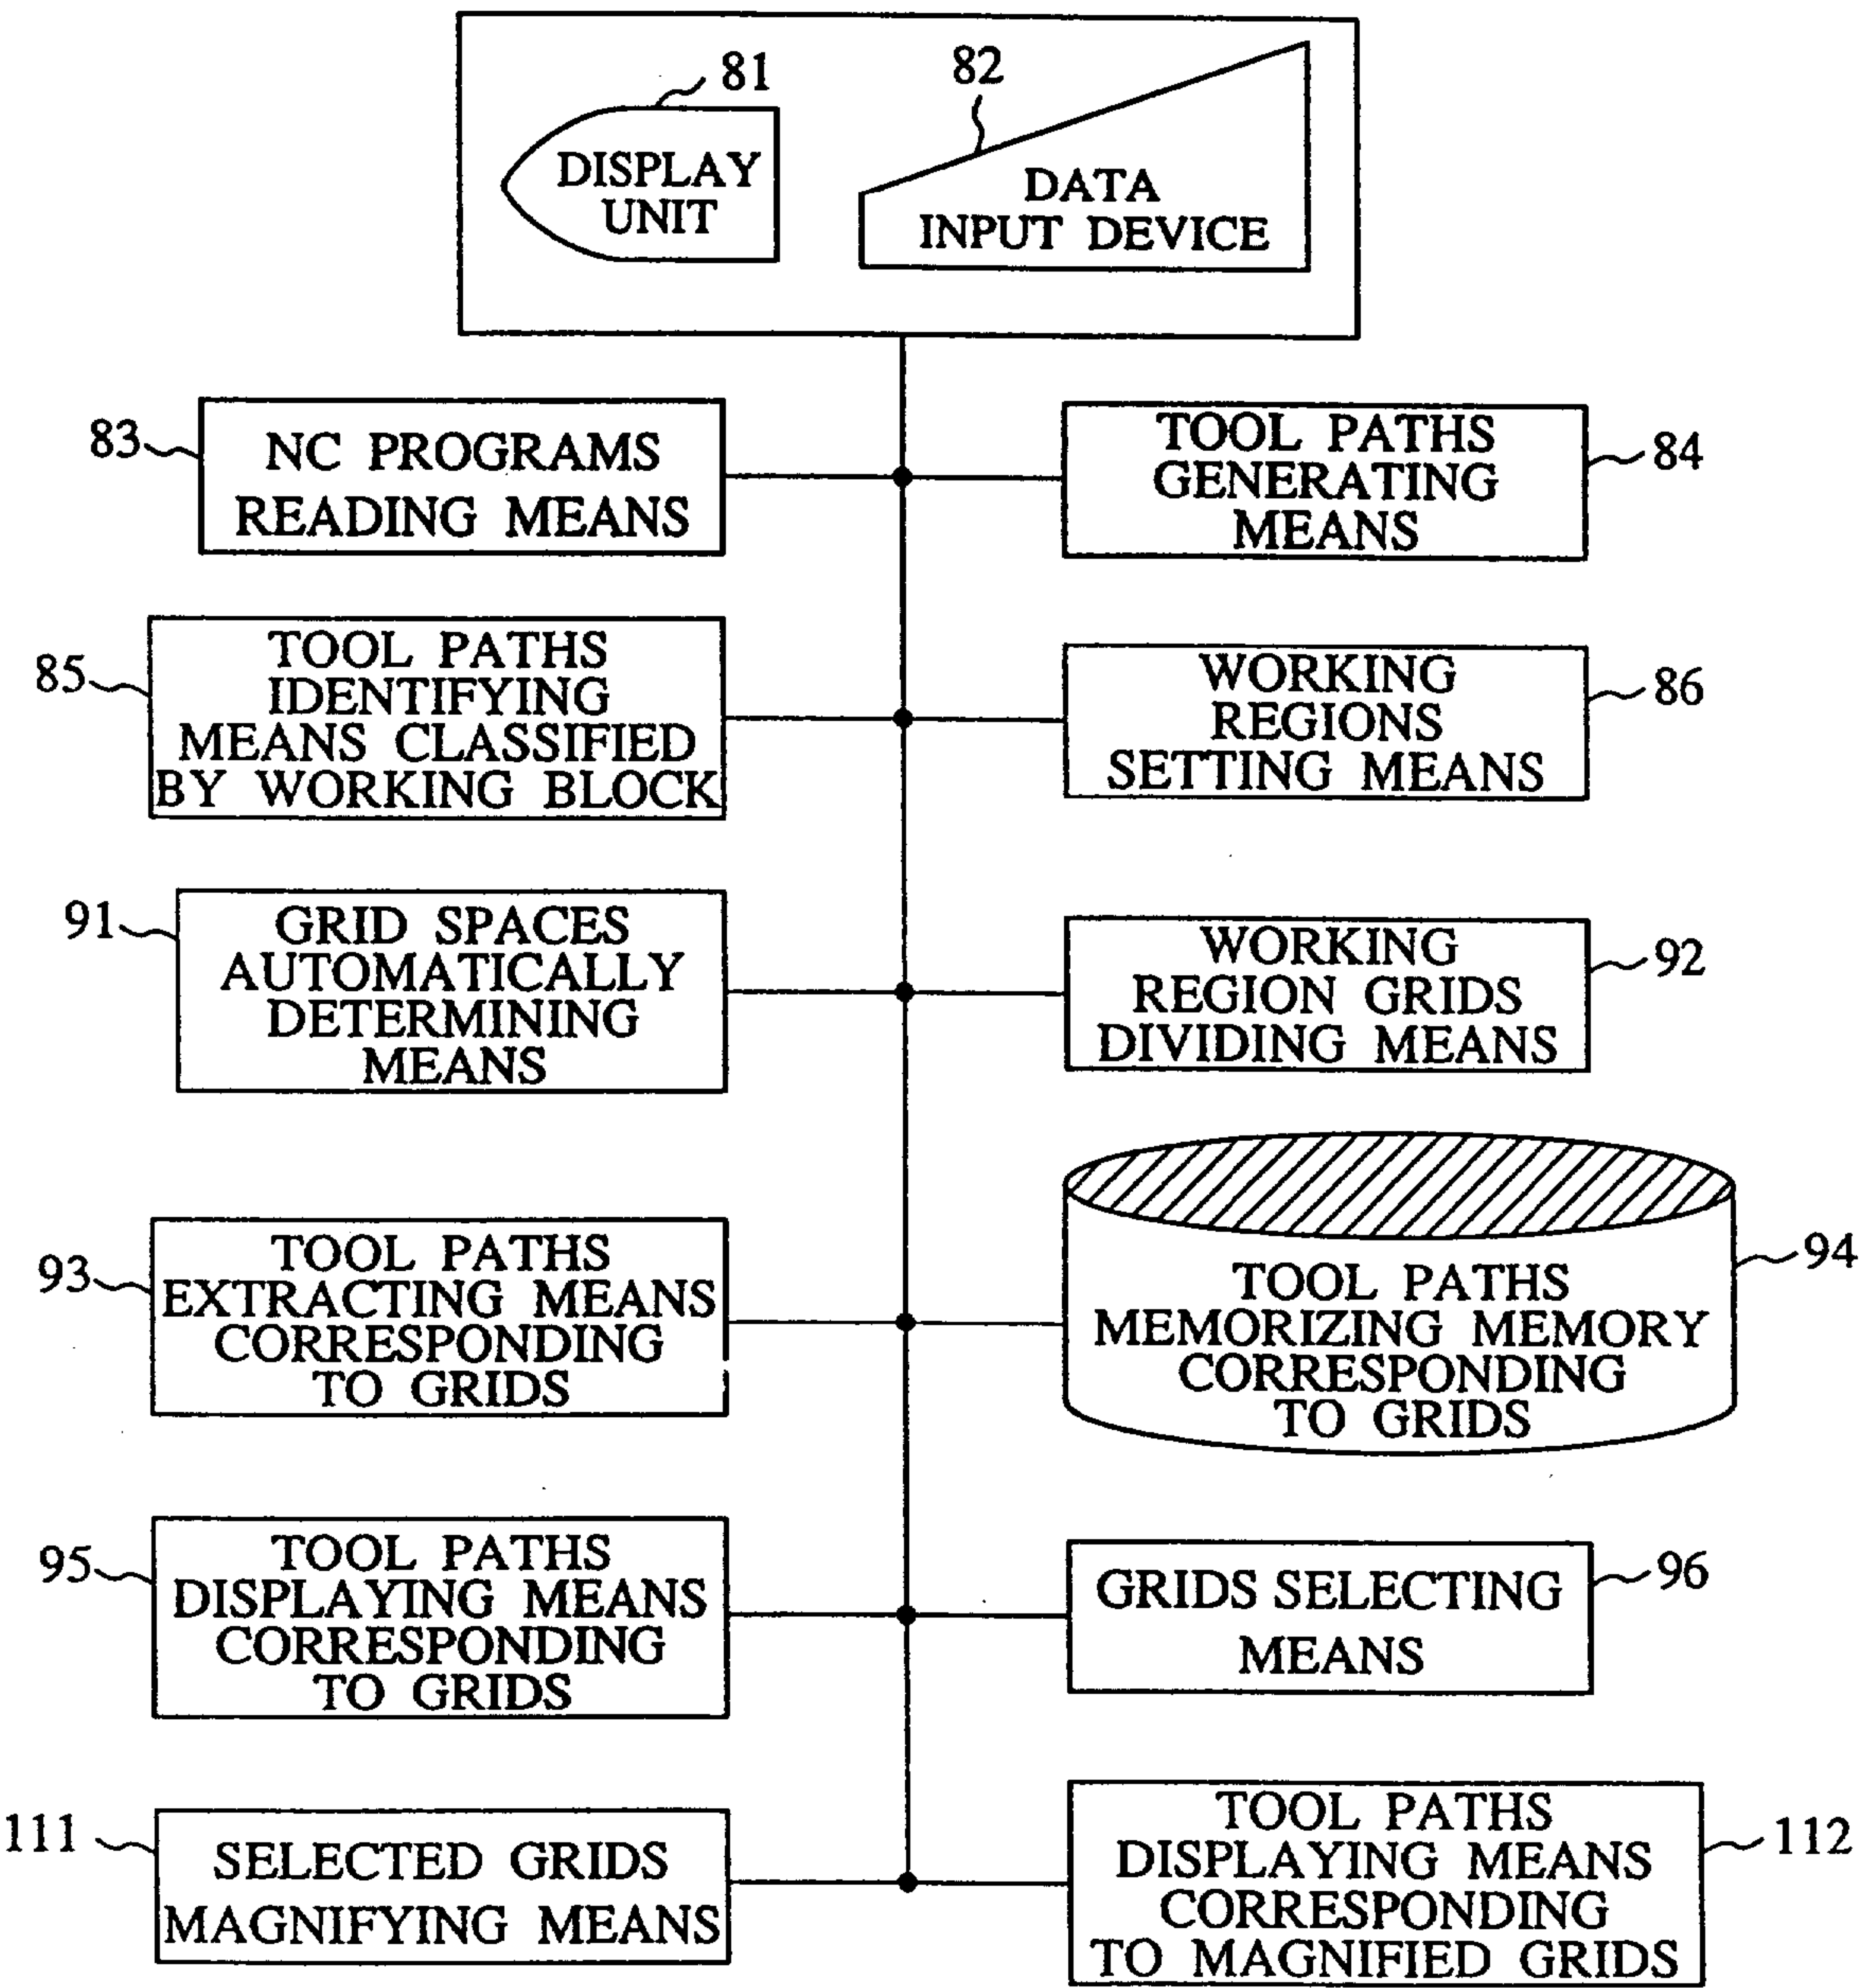 81
DISPLAY
UNIT
82
DATA
INPUT DEVICE
83
NC PROGRAMS
READING MEANS
TOOL PATHS
GENERATING
MEANS
84
85
TOOL PATHS
IDENTIFYING
MEANS CLASSIFIED
BY WORKING BLOCK
WORKING
REGIONS
SETTING MEANS
86
91
GRID SPACES
AUTOMATICALLY
DETERMINING
MEANS
WORKING
REGION GRIDS
DIVIDING MEANS
92
93
TOOL PATHS
EXTRACTING MEANS
CORRESPONDING
TO GRIDS
TOOL PATHS
MEMORIZING MEMORY
CORRESPONDING
TO GRIDS
94
95
TOOL PATHS
DISPLAYING MEANS
CORRESPONDING
TO GRIDS
GRIDS SELECTING
MEANS
96
111
SELECTED GRIDS
MAGNIFYING MEANS
TOOL PATHS
DISPLAYING MEANS
CORRESPONDING
TO MAGNIFIED GRIDS
112